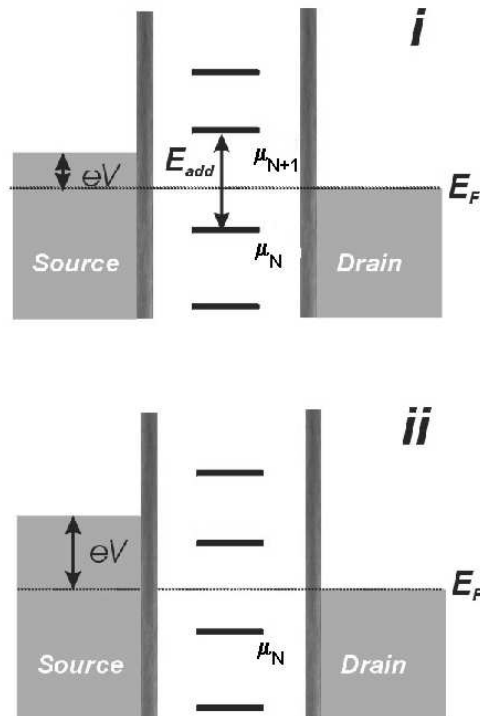 i
eV
E_add
μ_N+1
E_F
Source
μ_N
Drain
ii
eV
E_F
Source
μ_N
Drain